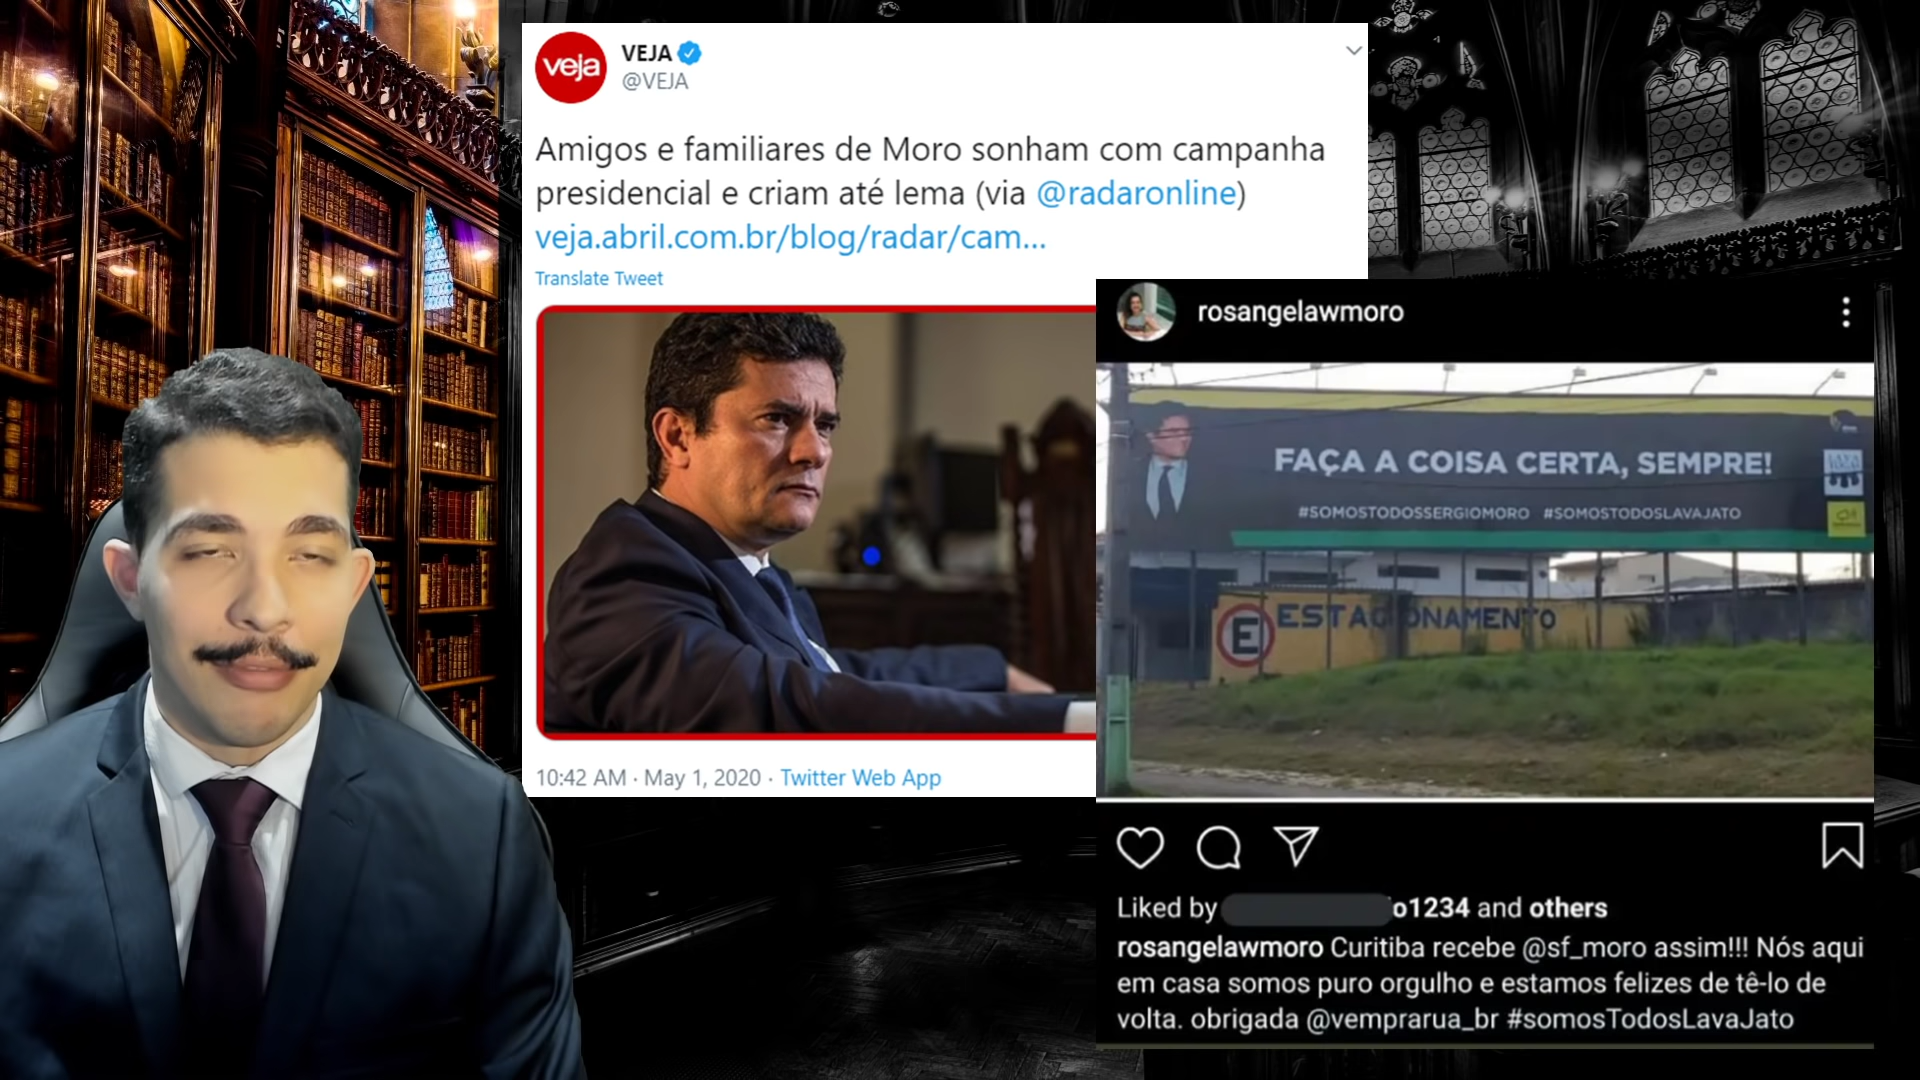 veja
VEJA
@VEJA
Amigos e familiares de Moro sonham com campanha
presidencial e criam até lema (via @radaronline)
veja.abril.com.br/blog/radar/cam...
Translate Tweet
10:42 AM · May 1, 2020 · Twitter Web App
rosangelawmoro
FAÇA A COISA CERTA, SEMPRE!
#SOMOSTODOSSERGIOMORO #SOMOSTODOSLAVAJATO
E ESTACIONAMENTO
Liked by o1234 and others
rosangelawmoro Curitiba recebe @sf_moro assim!!! Nós aqui
em casa somos puro orgulho e estamos felizes de tê-lo de
volta. obrigada @vemprarua_br #somosTodosLavaJato